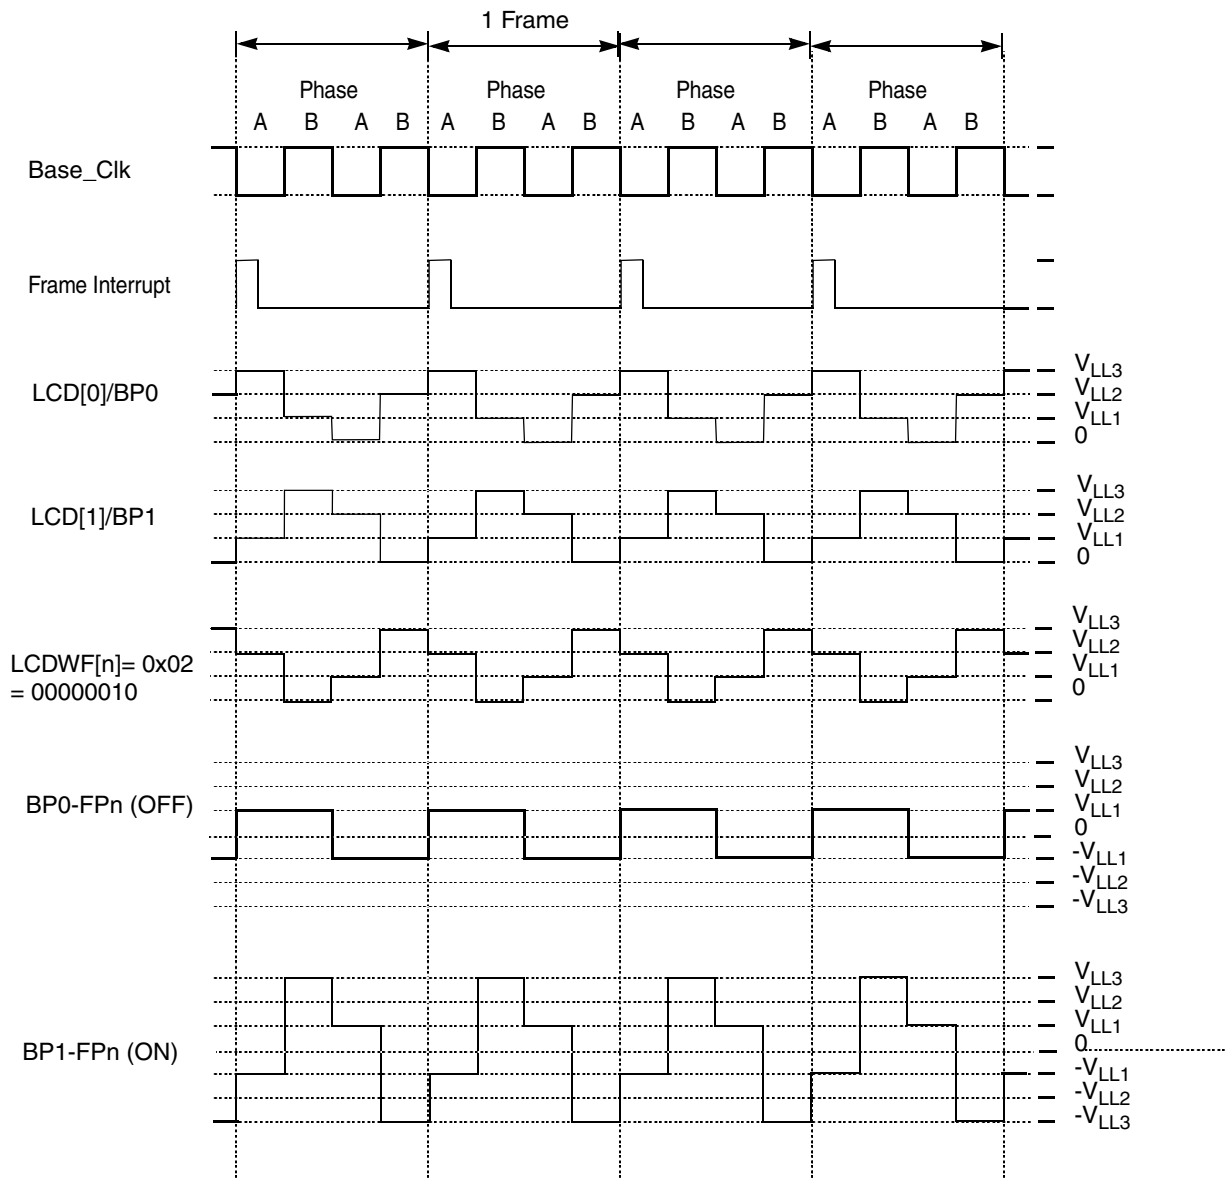 1 Frame
Phase Phase Phase Phase
A B A B A B A B A B A B A B A B
Base_Clk
Frame Interrupt
LCD[0]/BP0
VLL3
VLL2
VLL1
0
LCD[1]/BP1
VLL3
VLL2
VLL1
0
LCDWF[n]= 0x02
= 00000010
VLL3
VLL2
VLL1
0
BP0-FPn (OFF)
VLL3
VLL2
VLL1
0
-VLL1
-VLL2
-VLL3
BP1-FPn (ON)
VLL3
VLL2
VLL1
0
-VLL1
-VLL2
-VLL3